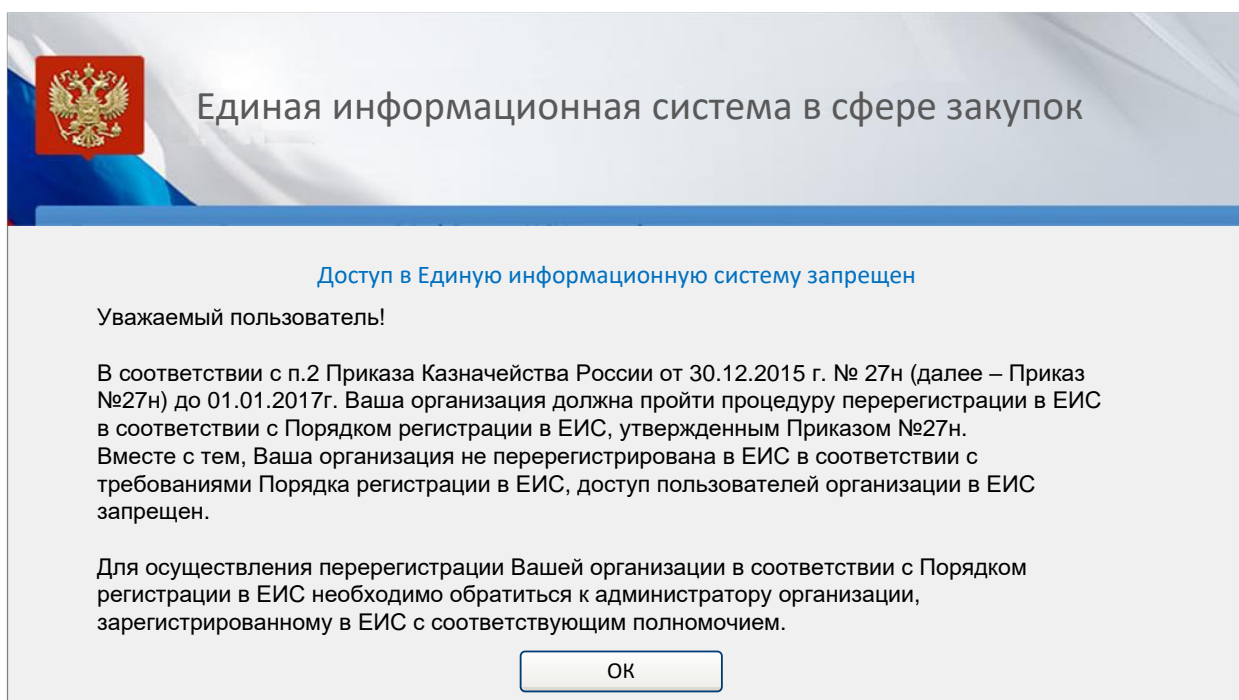 Единая информационная система в сфере закупок
Доступ в Единую информационную систему запрещен
Уважаемый пользователь!
В соответствии с п.2 Приказа Казначейства России от 30.12.2015 г. № 27н (далее – Приказ
№27н) до 01.01.2017г. Ваша организация должна пройти процедуру перерегистрации в ЕИС
в соответствии с Порядком регистрации в ЕИС, утвержденным Приказом №27н.
Вместе с тем, Ваша организация не перерегистрирована в ЕИС в соответствии с
требованиями Порядка регистрации в ЕИС, доступ пользователей организации в ЕИС
запрещен.
Для осуществления перерегистрации Вашей организации в соответствии с Порядком
регистрации в ЕИС необходимо обратиться к администратору организации,
зарегистрированному в ЕИС с соответствующим полномочием.
ОК